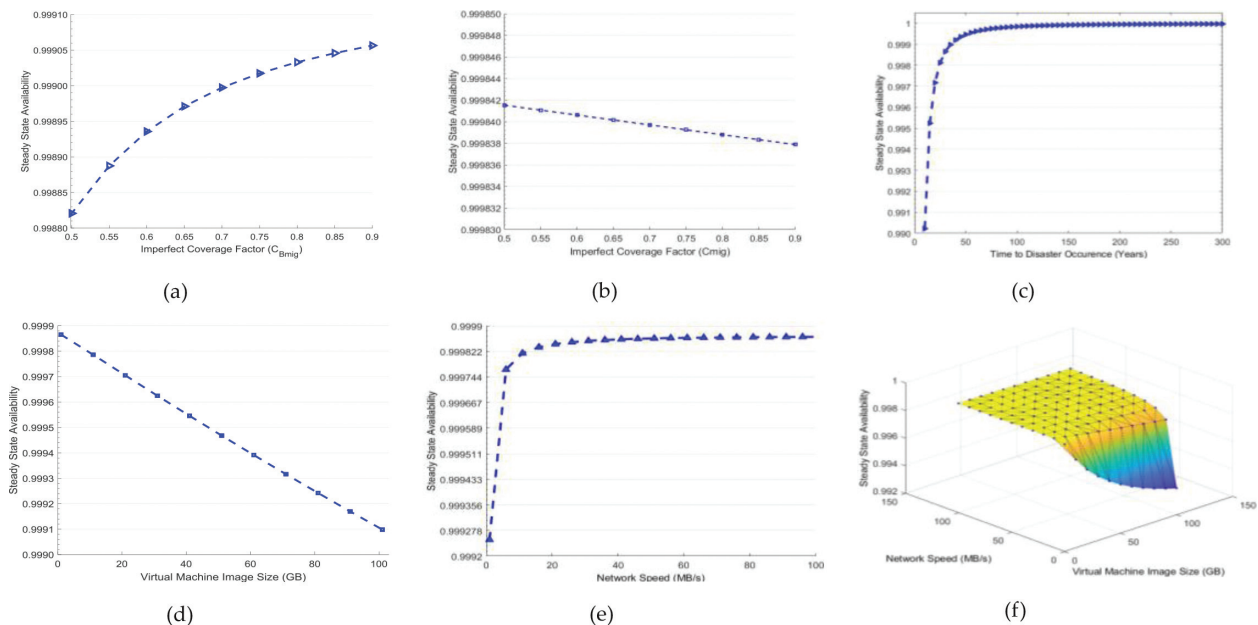 0.99910
0.99905
0.99900
0.99895
0.99890
0.99885
0.99880
Steady State Availability
0.5 0.55 0.6 0.65 0.7 0.75 0.8 0.85 0.9
Imperfect Coverage Factor (C_Bmig)
(a)
0.999850
0.999848
0.999846
0.999844
0.999842
0.999840
0.999838
0.999836
0.999834
0.999832
0.999830
Steady State Availability
0.5 0.55 0.6 0.65 0.7 0.75 0.8 0.85 0.9
Imperfect Coverage Factor (Cmig)
(b)
1
0.999
0.998
0.997
0.996
0.995
0.994
0.993
0.992
0.991
0.990
Steady State Availability
0 50 100 150 200 250 300
Time to Disaster Occurence (Years)
(c)
0.9999
0.9998
0.9997
0.9996
0.9995
0.9994
0.9993
0.9992
0.9991
0.9990
Steady State Availability
0 20 40 60 80 100
Virtual Machine Image Size (GB)
(d)
0.9999
0.999822
0.999744
0.999667
0.999589
0.999511
0.999433
0.999356
0.999278
0.9992
Steady State Availability
0 20 40 60 80 100
Network Speed (MB/s)
(e)
1
0.998
0.996
0.994
0.992
Steady State Availability
150 100 50 0
Network Speed (MB/s)
0 50 100 150
Virtual Machine Image Size (GB)
(f)